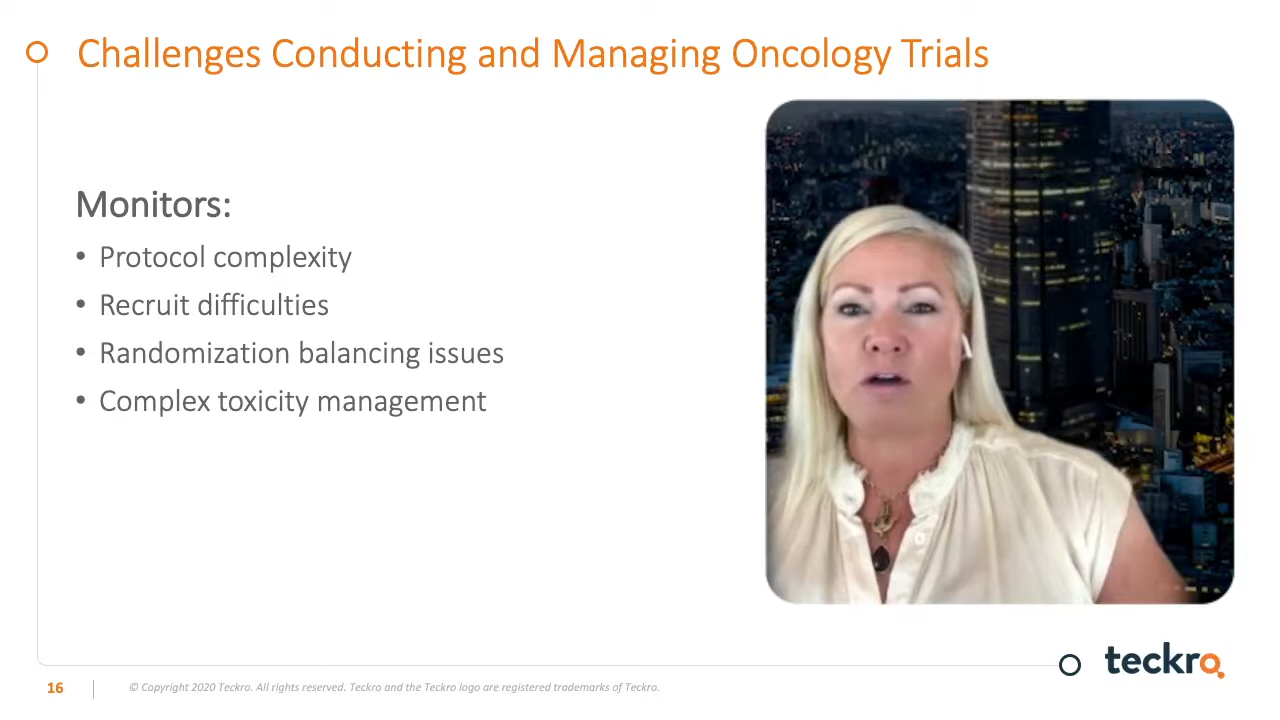 Challenges Conducting and Managing Oncology Trials
Monitors:
• Protocol complexity
• Recruit difficulties
• Randomization balancing issues
• Complex toxicity management
teckro
16
© Copyright 2020 Teckro. All rights reserved. Teckro and the Teckro logo are registered trademarks of Teckro.